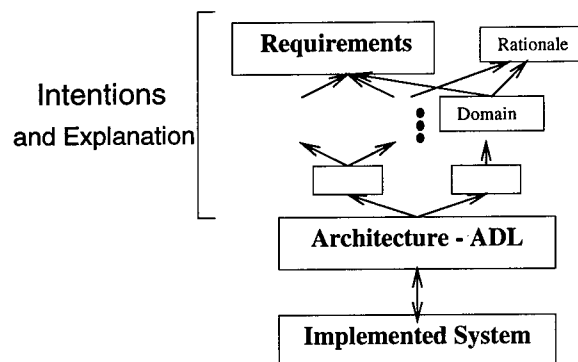 Requirements
Rationale
Intentions
and Explanation
Domain
Architecture - ADL
Implemented System